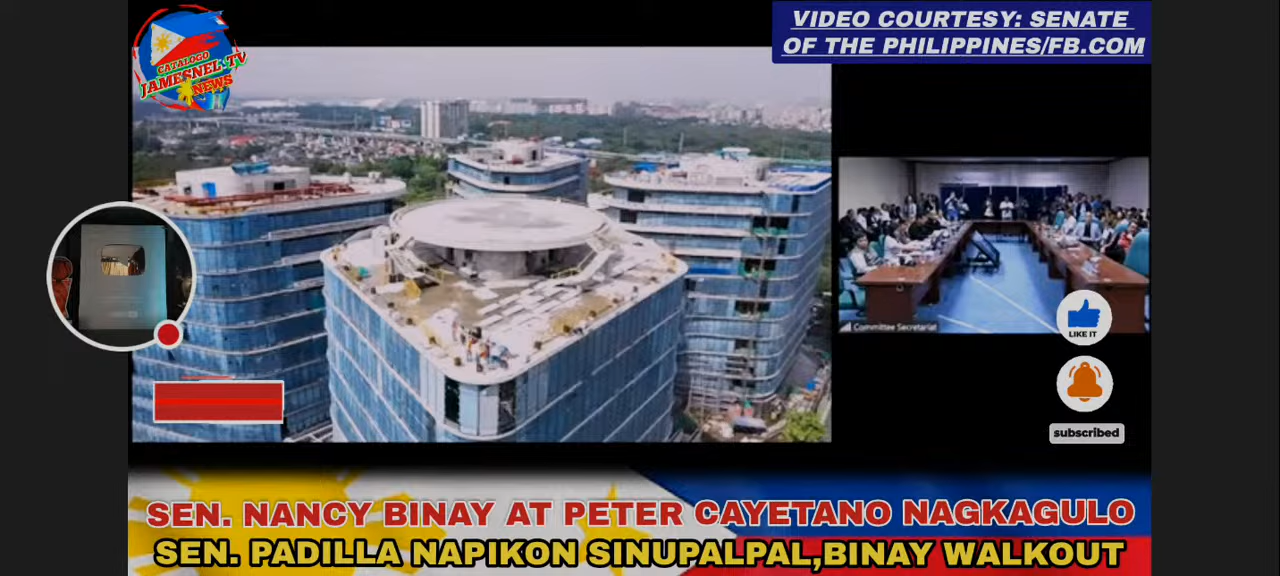 VIDEO COURTESY: SENATE
OF THE PHILIPPINES/FB.COM
CATALOGO
JAMESNEL TV
NEWS
Committee Secretariat
LIKE IT
subscribed
SEN. NANCY BINAY AT PETER CAYETANO NAGKAGULO
SEN. PADILLA NAPIKON SINUPALPAL,BINAY WALKOUT